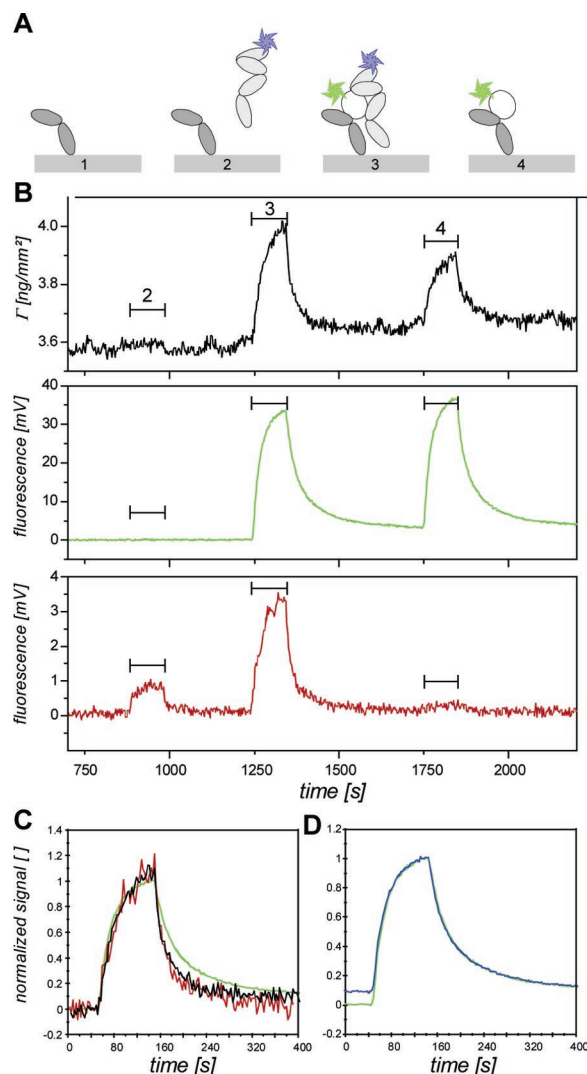 A
1 2 3 4
B
Γ [ng/mm²]
4.0
3.8
3.6
2
3
4
fluorescence [mV]
40
30
20
10
0
fluorescence [mV]
4
3
2
1
0
750 1000 1250 1500 1750 2000
time [s]
C
normalized signal [ ]
1.4
1.2
1
0.8
0.6
0.4
0.2
0.0
-0.2
0 80 160 240 320 400
time [s]
D
1.2
1
0.8
0.6
0.4
0.2
0
-0.2
0 80 160 240 320 400
time [s]